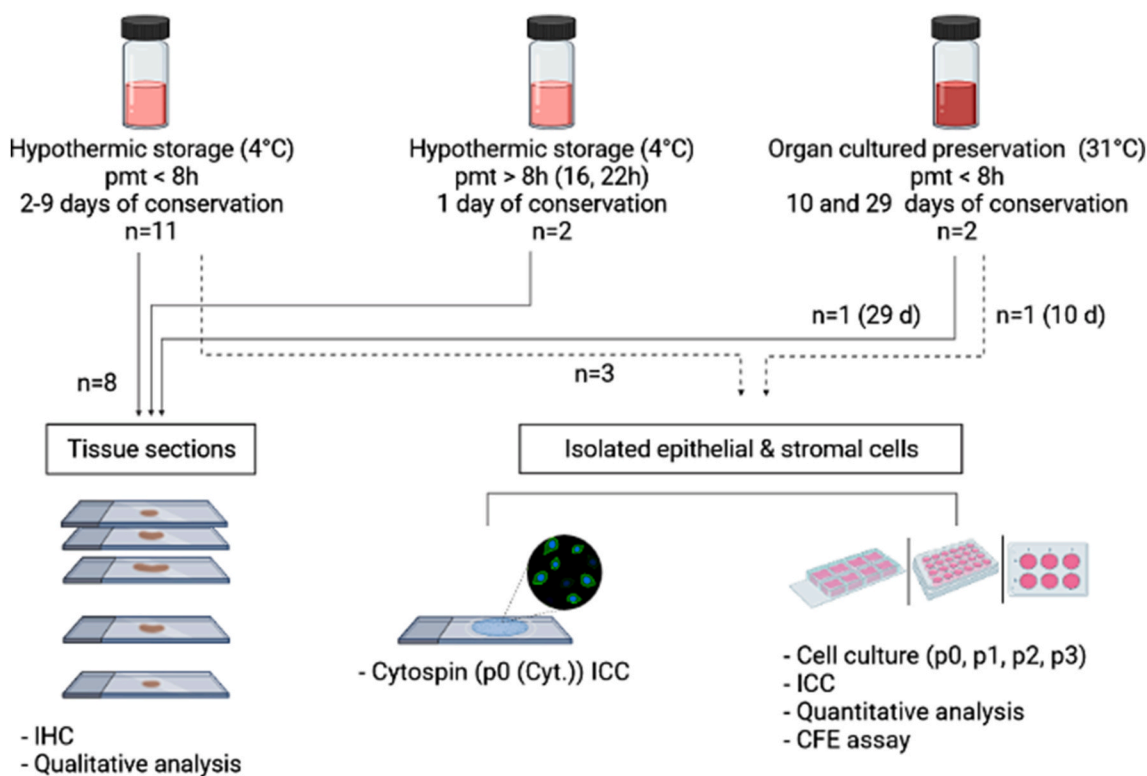 Hypothermic storage (4°C)
pmt < 8h
2-9 days of conservation
n=11
Hypothermic storage (4°C)
pmt > 8h (16, 22h)
1 day of conservation
n=2
Organ cultured preservation (31°C)
pmt < 8h
10 and 29 days of conservation
n=2
n=1 (29 d)
n=1 (10 d)
n=8
n=3
Tissue sections
Isolated epithelial & stromal cells
- Cytospin (p0 (Cyt.)) ICC
- Cell culture (p0, p1, p2, p3)
- ICC
- Quantitative analysis
- CFE assay
- IHC
- Qualitative analysis